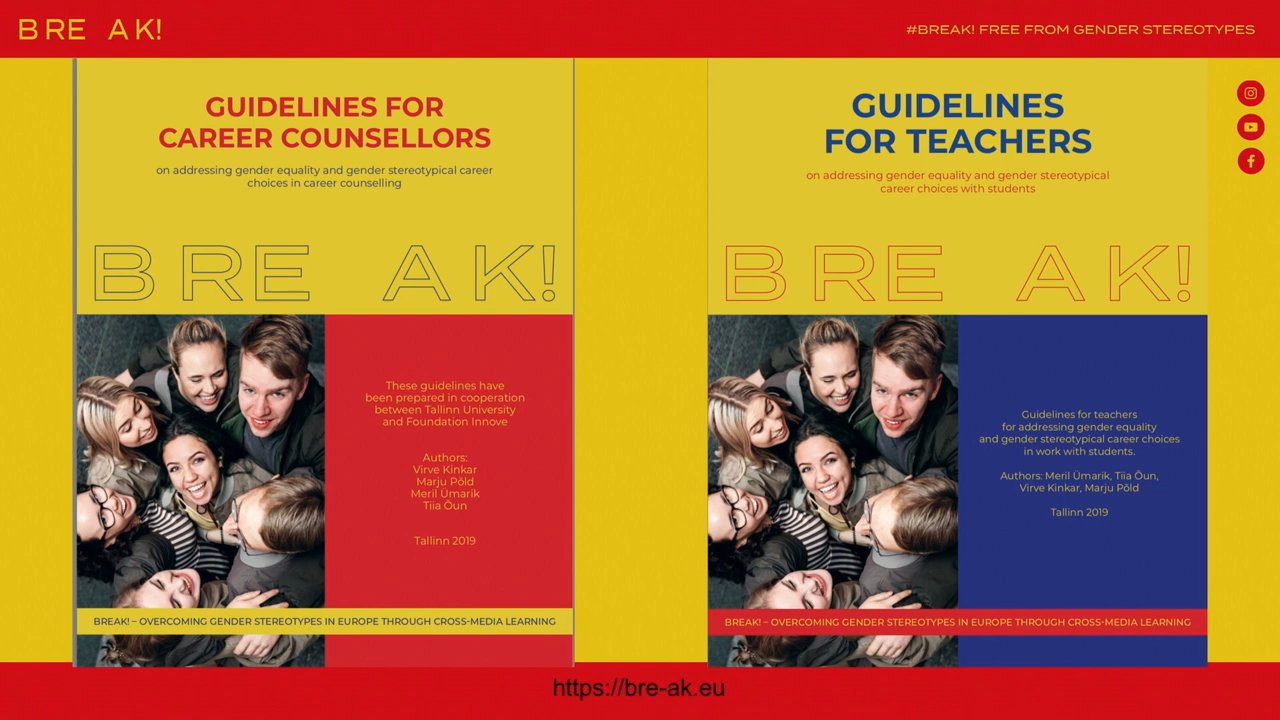 BRE AK!
#BREAK! FREE FROM GENDER STEREOTYPES
GUIDELINES FOR
CAREER COUNSELLORS
on addressing gender equality and gender stereotypical career
choices in career counselling
BRE AK!
These guidelines have
been prepared in cooperation
between Tallinn University
and Foundation Innove
Authors:
Virve Kinkar
Marju Põld
Meril Ümarik
Tiia Õun
Tallinn 2019
BREAK! – OVERCOMING GENDER STEREOTYPES IN EUROPE THROUGH CROSS-MEDIA LEARNING
GUIDELINES
FOR TEACHERS
on addressing gender equality and gender stereotypical
career choices with students
BRE AK!
Guidelines for teachers
for addressing gender equality
and gender stereotypical career choices
in work with students.
Authors: Meril Ümarik, Tiia Õun,
Virve Kinkar, Marju Põld
Tallinn 2019
BREAK! – OVERCOMING GENDER STEREOTYPES IN EUROPE THROUGH CROSS-MEDIA LEARNING
https://bre-ak.eu